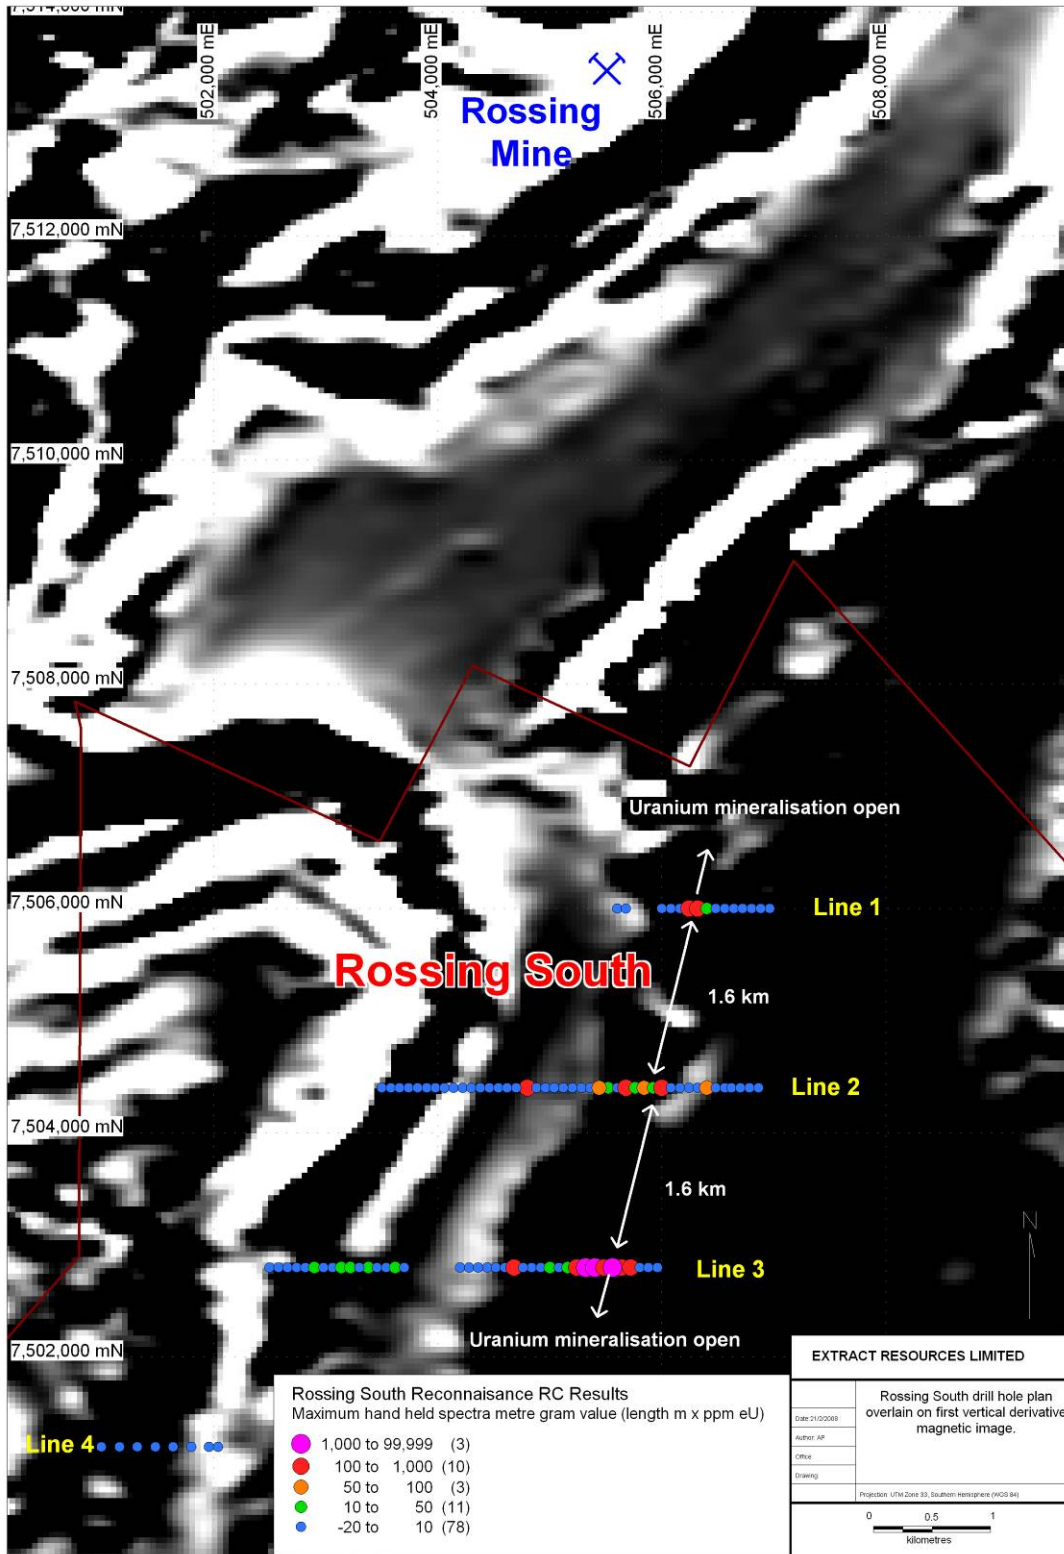 7,514,000 mN
502,000 mE
504,000 mE
506,000 mE
508,000 mE
Rossing
Mine
7,512,000 mN
7,510,000 mN
7,508,000 mN
Uranium mineralisation open
7,506,000 mN
Line 1
Rossing South
1.6 km
Line 2
7,504,000 mN
1.6 km
N
Line 3
Uranium mineralisation open
7,502,000 mN
Line 4
Rossing South Reconnaisance RC Results
Maximum hand held spectra metre gram value (length m x ppm eU)
1,000 to 99,999 (3)
100 to 1,000 (10)
50 to 100 (3)
10 to 50 (11)
-20 to 10 (78)
EXTRACT RESOURCES LIMITED
Date: 21/2/2008
Author: AP
Office:
Drawing:
Rossing South drill hole plan
overlain on first vertical derivative
magnetic image.
Projection: UTM Zone 33, Southern Hemisphere (WGS 84)
0 0.5 1
kilometres